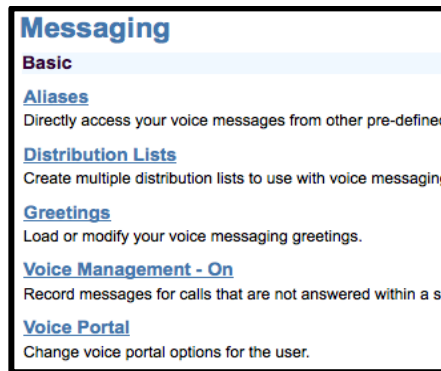 Messaging
Basic
Aliases
Directly access your voice messages from other pre-defined
Distribution Lists
Create multiple distribution lists to use with voice messaging
Greetings
Load or modify your voice messaging greetings.
Voice Management - On
Record messages for calls that are not answered within a s
Voice Portal
Change voice portal options for the user.